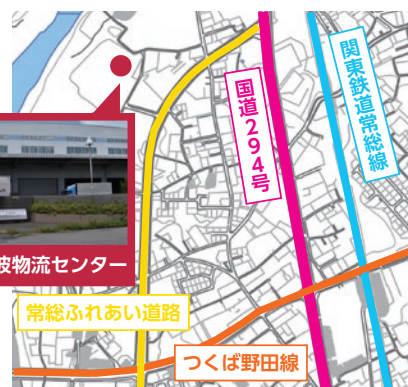 国道294号
関東鉄道常総線
波物流センター
常総ふれあい道路
つくば野田線